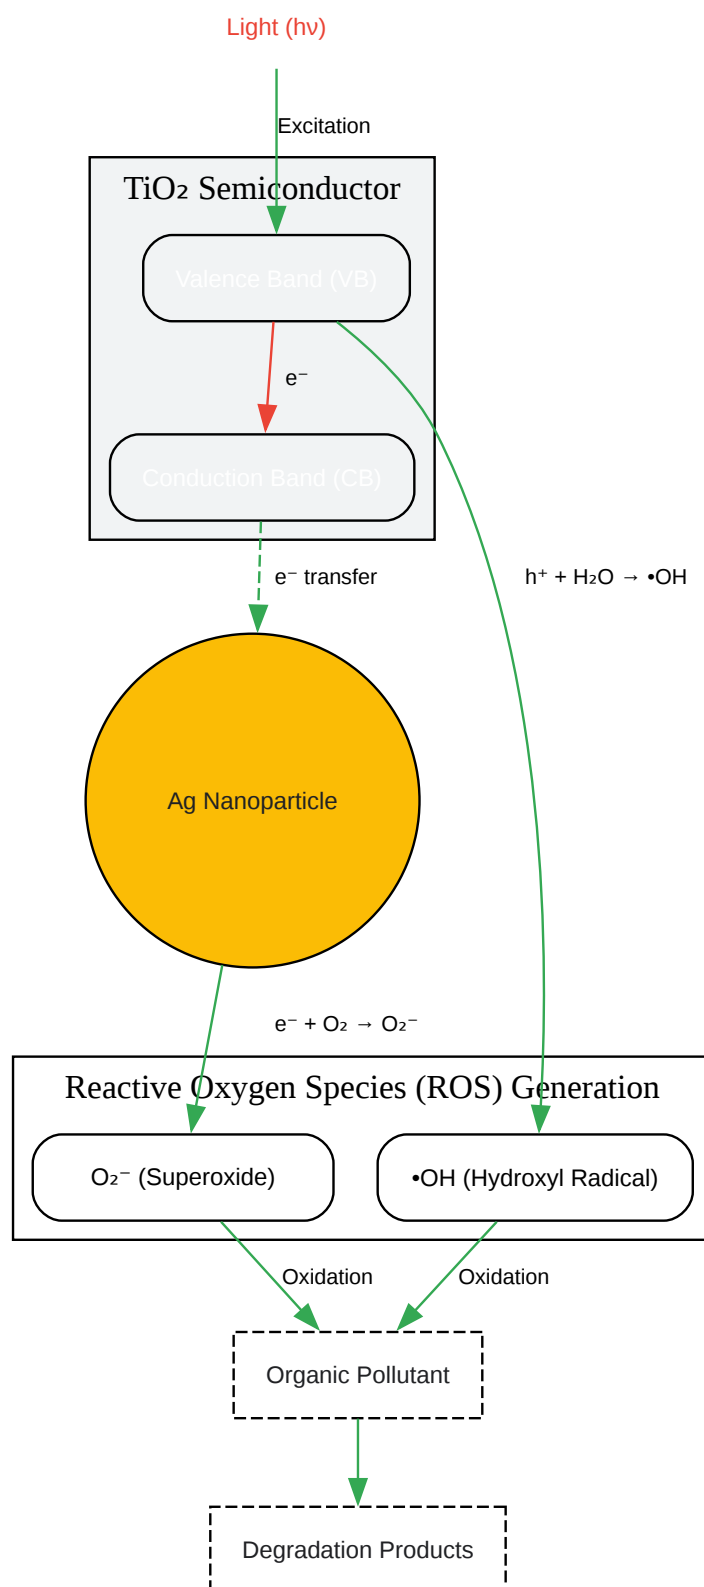 Light (hν)
Excitation
TiO₂ Semiconductor
Valence Band (VB)
e⁻
Conduction Band (CB)
e⁻ transfer
h⁺ + H₂O → •OH
Ag Nanoparticle
e⁻ + O₂ → O₂⁻
Reactive Oxygen Species (ROS) Generation
O₂⁻ (Superoxide)
•OH (Hydroxyl Radical)
Oxidation
Oxidation
Organic Pollutant
Degradation Products